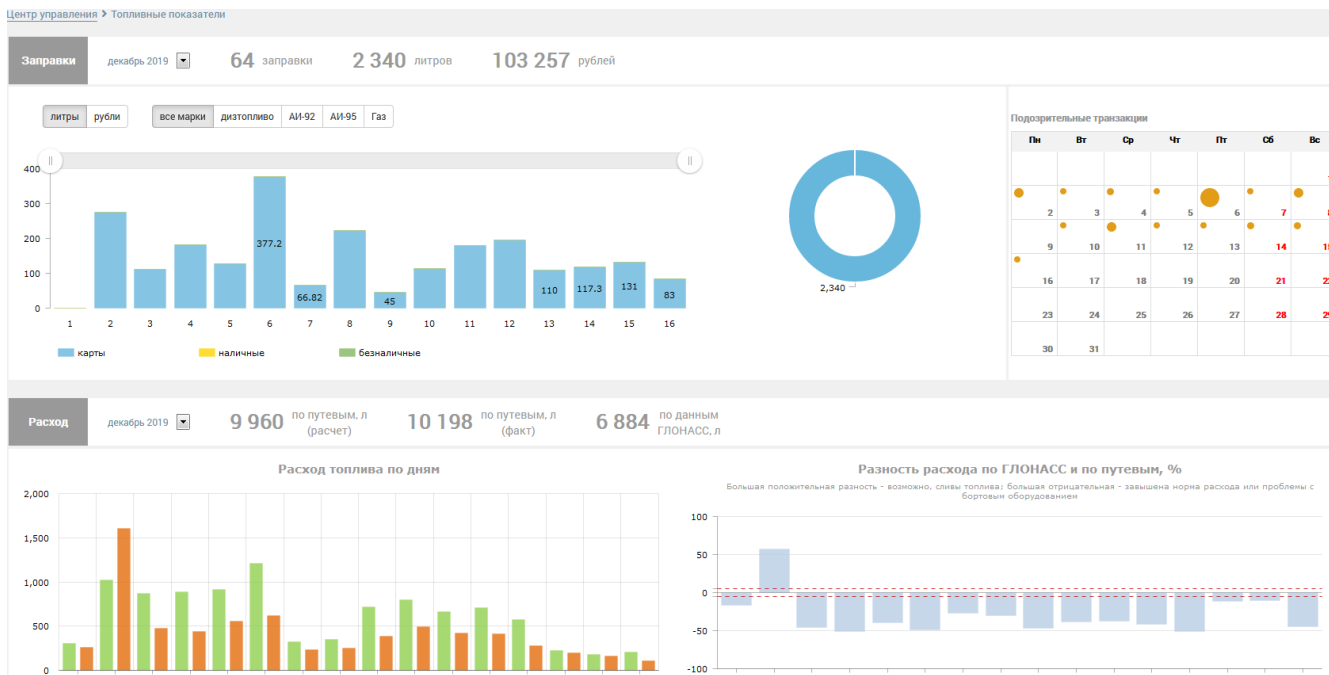 Центр управления > Топливные показатели
Заправки декабрь 2019 64 заправки 2 340 литров 103 257 рублей
литры рубли все марки дизтопливо АИ-92 АИ-95 Газ
400
300
200
100
0
377.2
66.82
45
110
117.3
131
83
1 2 3 4 5 6 7 8 9 10 11 12 13 14 15 16
карты наличные безналичные
2,340
Подозрительные транзакции
Пн Вт Ср Чт Пт Сб Вс
2 3 4 5 6 7 8
9 10 11 12 13 14 15
16 17 18 19 20 21 22
23 24 25 26 27 28 29
30 31
Расход декабрь 2019 9 960 по путевым, л (расчет) 10 198 по путевым, л (факт) 6 884 по данным ГЛОНАСС, л
Расход топлива по дням
2,000
1,500
1,000
500
0
Разность расхода по ГЛОНАСС и по путевым, %
Большая положительная разность - возможно, сливы топлива; большая отрицательная - завышена норма расхода или проблемы с
бортовым оборудованием
100
50
0
-50
-100